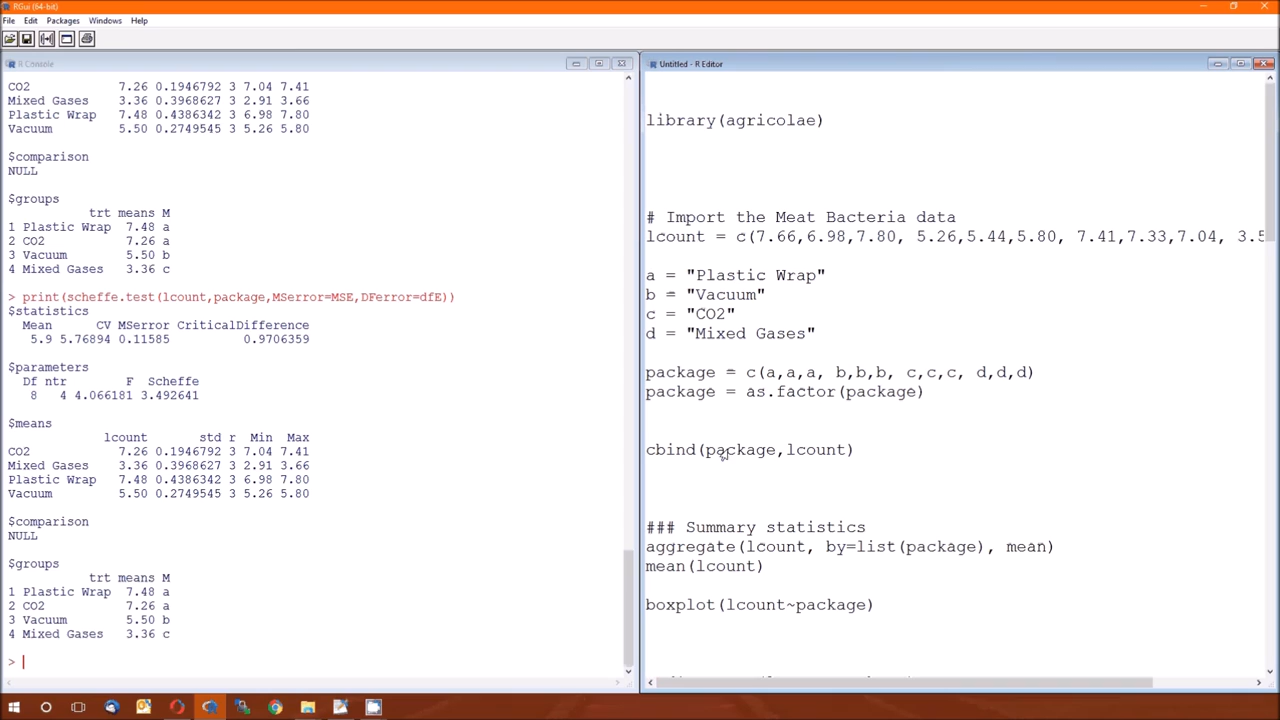 RGui (64-bit)
File Edit Packages Windows Help
R Console
CO2 7.26 0.1946792 3 7.04 7.41
Mixed Gases 3.36 0.3968627 3 2.91 3.66
Plastic Wrap 7.48 0.4386342 3 6.98 7.80
Vacuum 5.50 0.2749545 3 5.26 5.80
$comparison
NULL
$groups
trt means M
1 Plastic Wrap 7.48 a
2 CO2 7.26 a
3 Vacuum 5.50 b
4 Mixed Gases 3.36 c
> print(scheffe.test(lcount,package,MSerror=MSE,DFerror=dfE))
$statistics
Mean CV MSerror CriticalDifference
5.9 5.76894 0.11585 0.9706359
$parameters
Df ntr F Scheffe
8 4 4.066181 3.492641
$means
lcount std r Min Max
CO2 7.26 0.1946792 3 7.04 7.41
Mixed Gases 3.36 0.3968627 3 2.91 3.66
Plastic Wrap 7.48 0.4386342 3 6.98 7.80
Vacuum 5.50 0.2749545 3 5.26 5.80
$comparison
NULL
$groups
trt means M
1 Plastic Wrap 7.48 a
2 CO2 7.26 a
3 Vacuum 5.50 b
4 Mixed Gases 3.36 c
>
Untitled - R Editor
library(agricolae)
# Import the Meat Bacteria data
lcount = c(7.66,6.98,7.80, 5.26,5.44,5.80, 7.41,7.33,7.04, 3.5
a = "Plastic Wrap"
b = "Vacuum"
c = "CO2"
d = "Mixed Gases"
package = c(a,a,a, b,b,b, c,c,c, d,d,d)
package = as.factor(package)
cbind(package,lcount)
### Summary statistics
aggregate(lcount, by=list(package), mean)
mean(lcount)
boxplot(lcount~package)